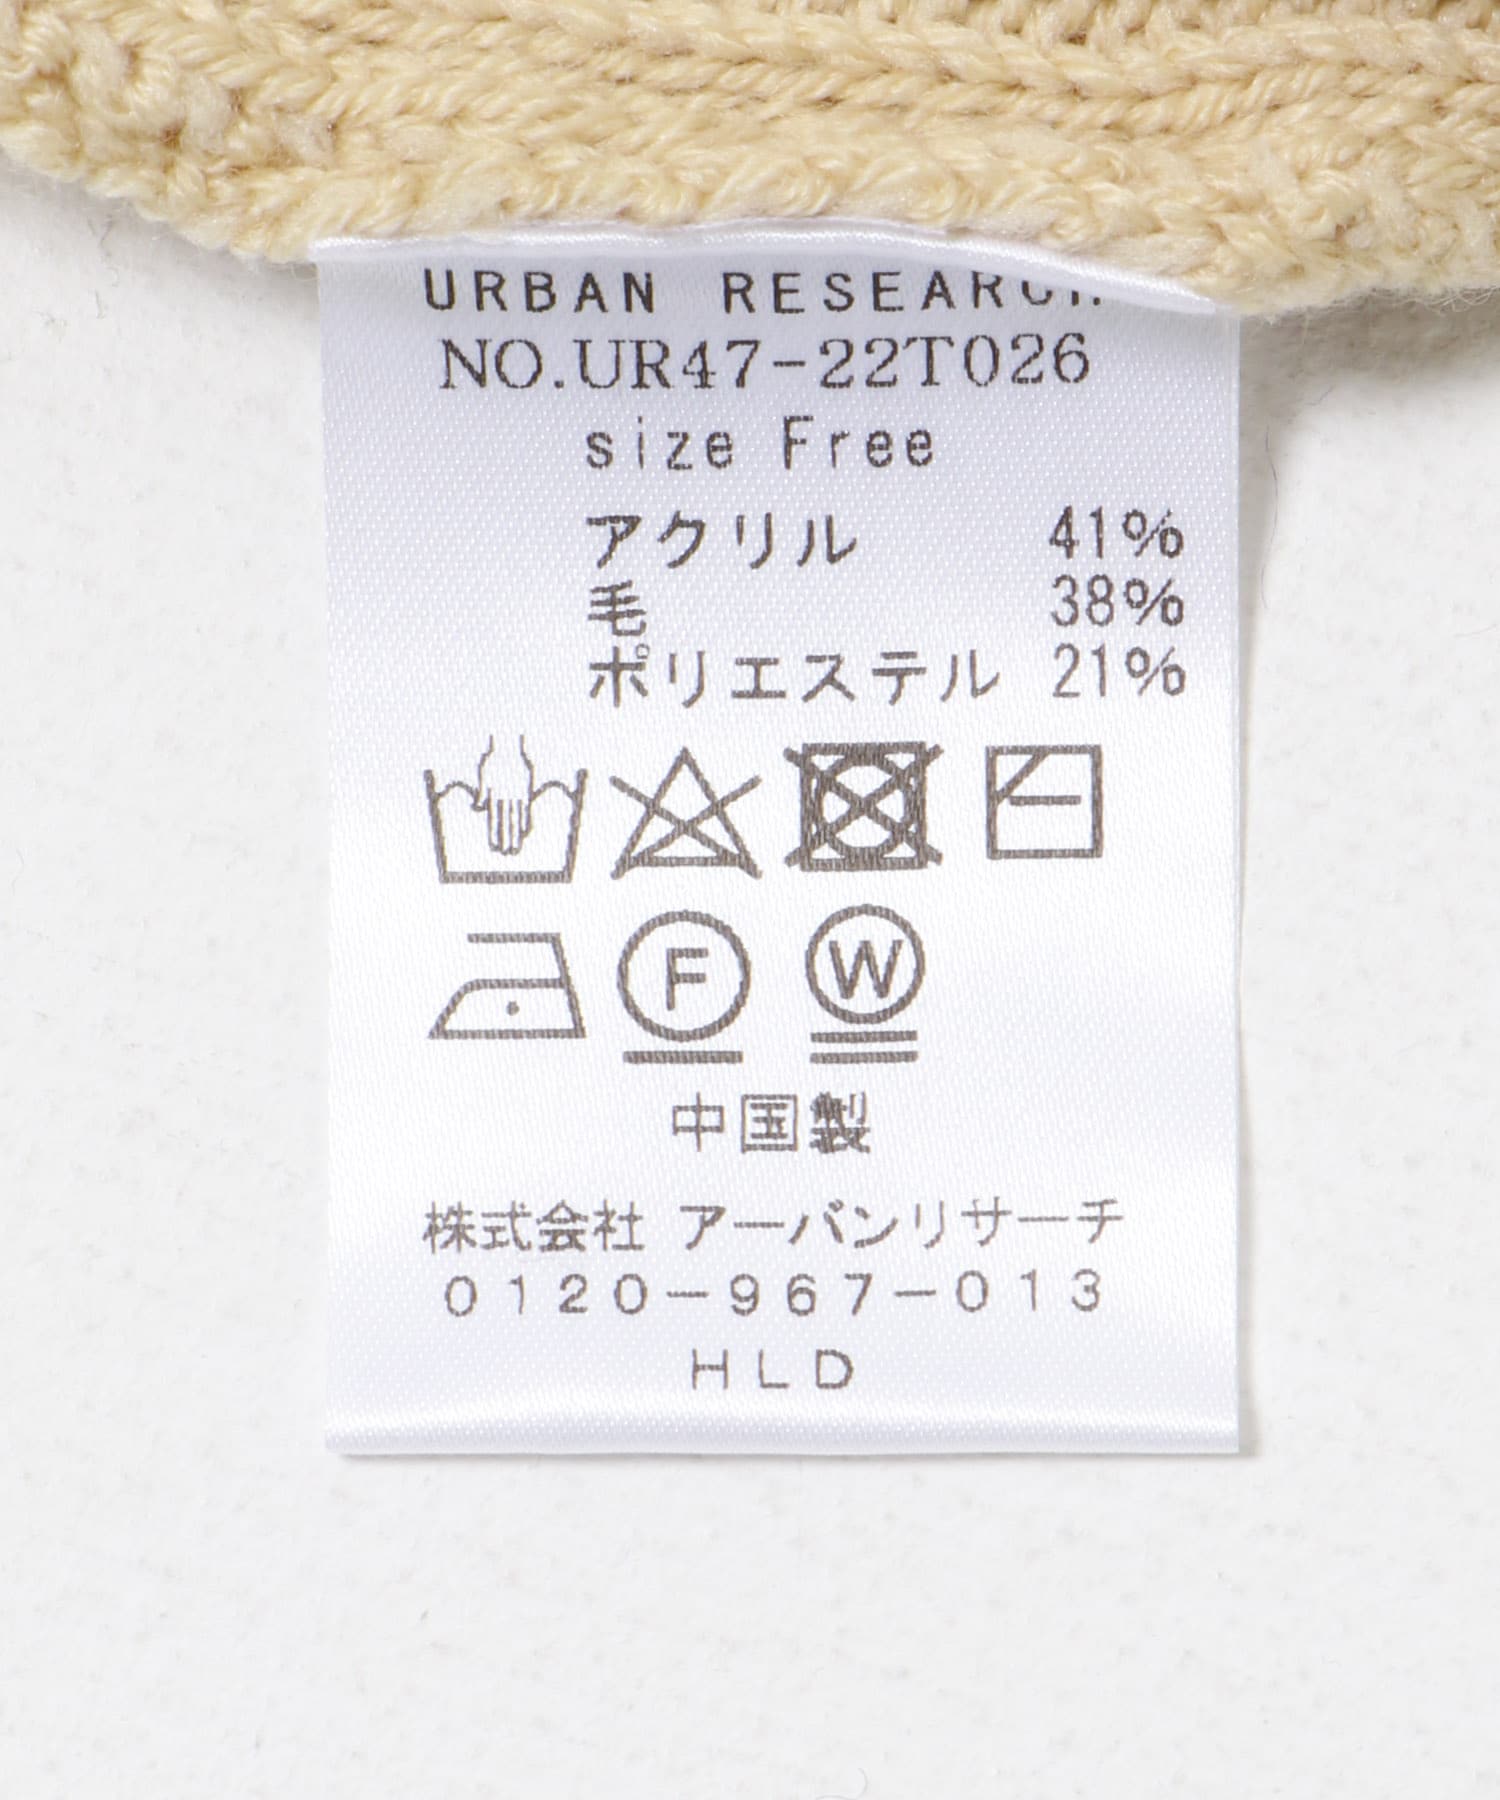 URBAN RESEARCH
NO.UR47-22T026
size Free
アクリル 41%
毛 38%
ポリエステル 21%
F W
中国製
株式会社 アーバンリサーチ
0120-967-013
HLD